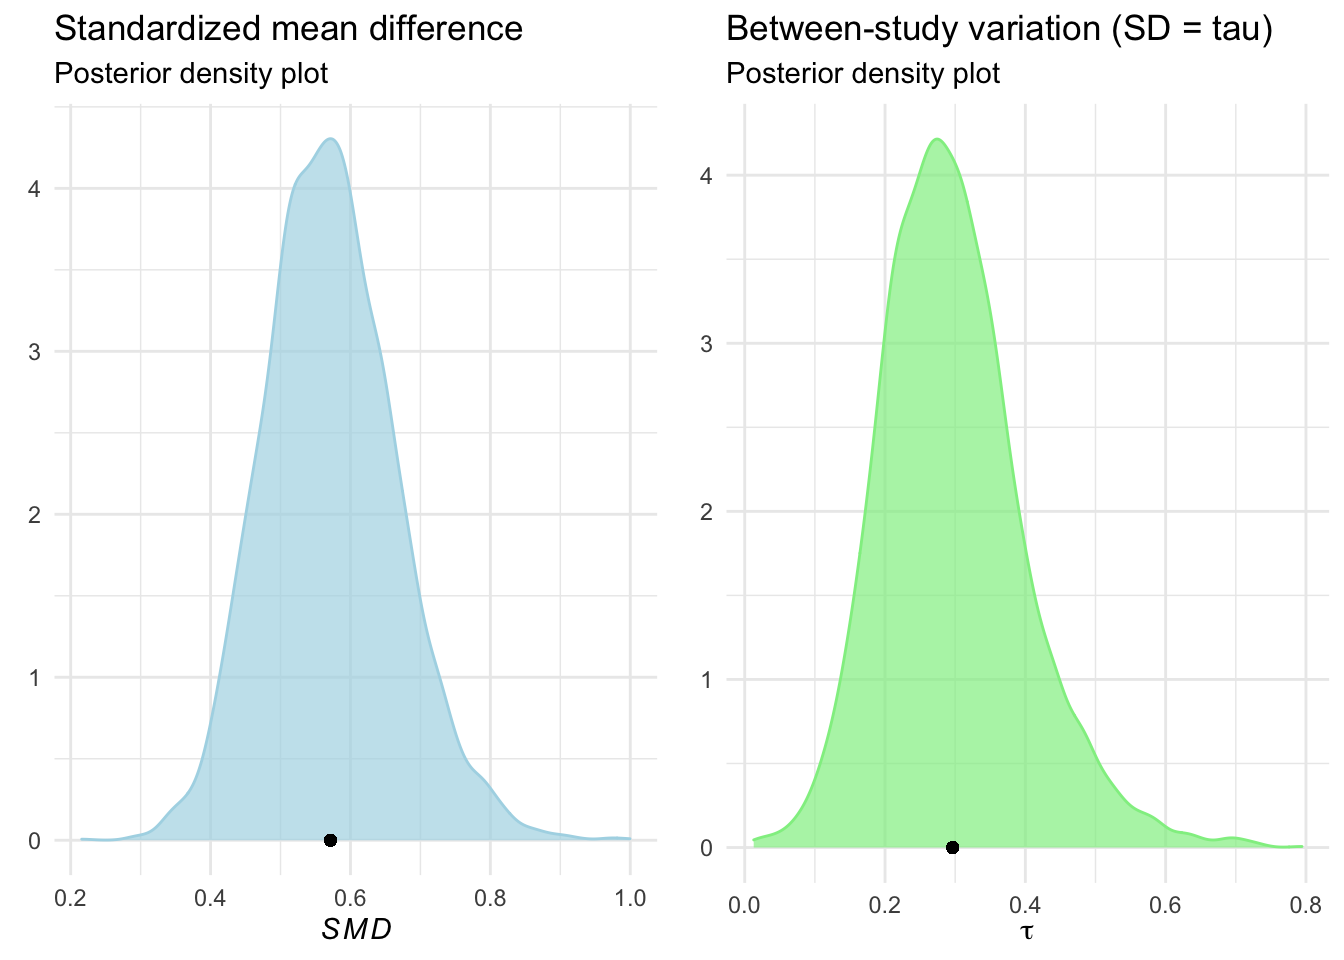 Standardized mean difference
Posterior density plot
4
3
2
1
0
0.2 0.4 0.6 0.8 1.0
SMD
Between-study variation (SD = tau)
Posterior density plot
4
3
2
1
0
0.0 0.2 0.4 0.6 0.8
τ